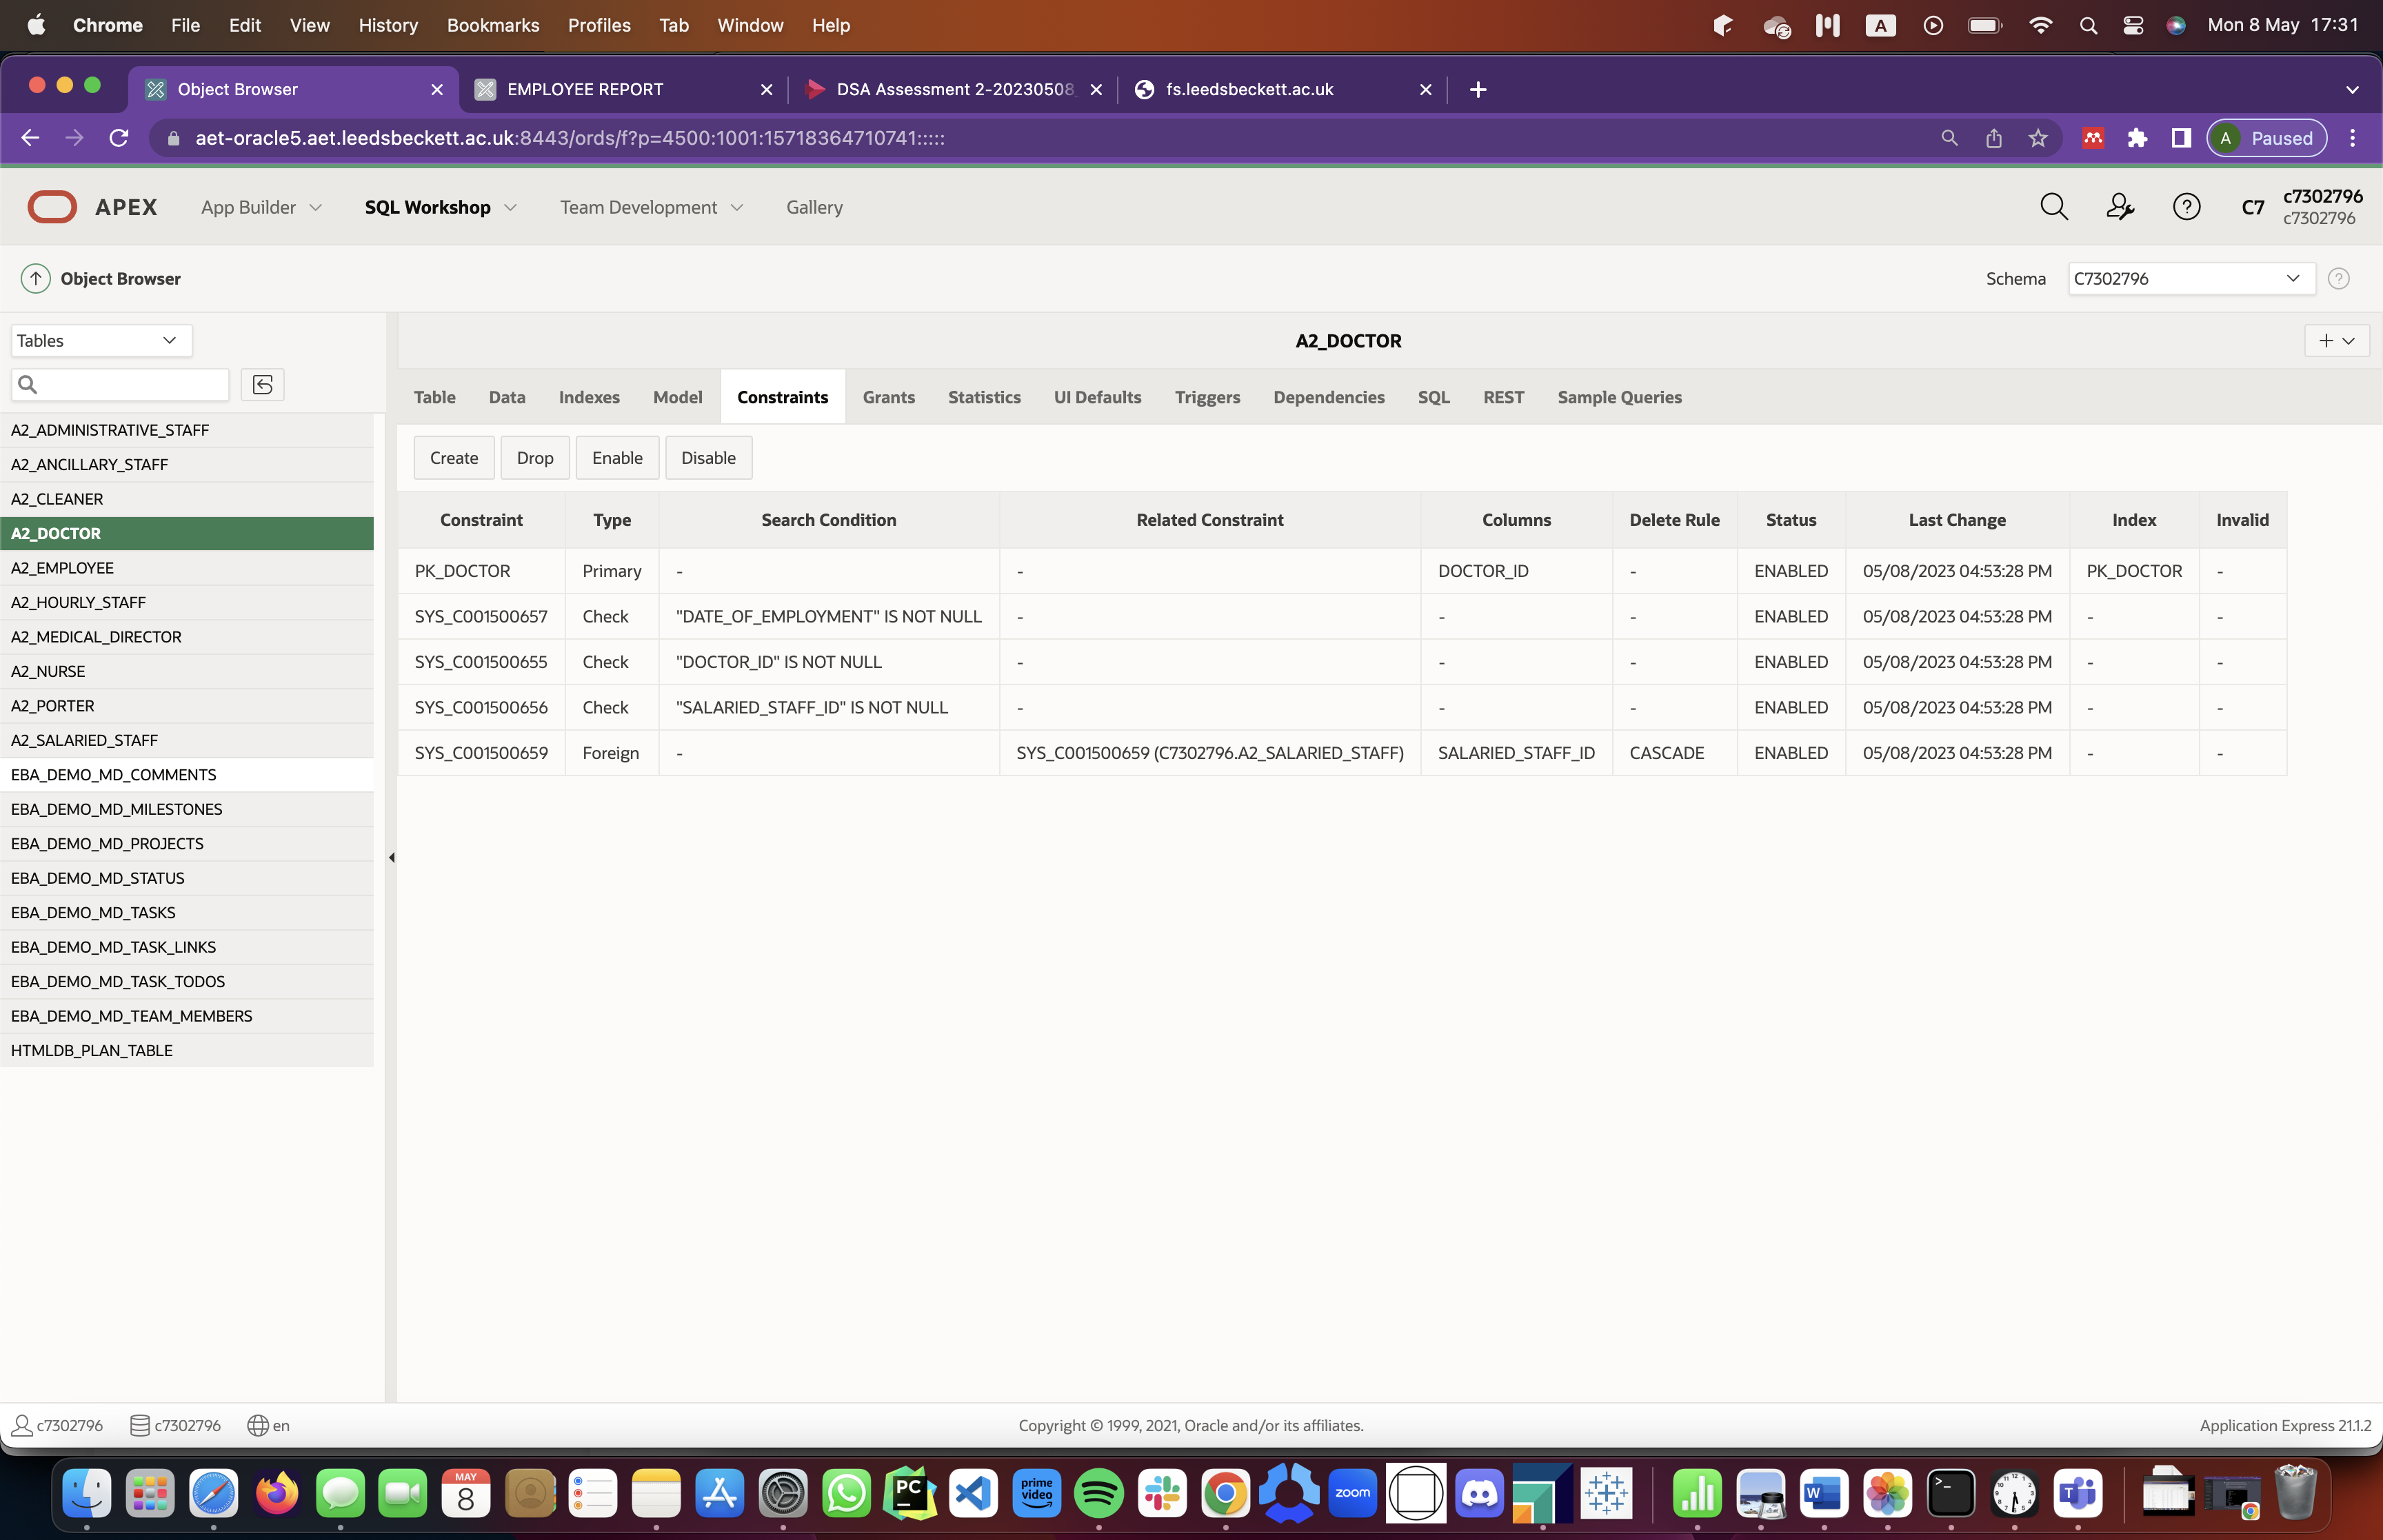 Chrome File Edit View History Bookmarks Profiles Tab Window Help A Mon 8 May 17:31
Object Browser EMPLOYEE REPORT DSA Assessment 2-20230508 fs.leedsbeckett.ac.uk
aet-oracle5.aet.leedsbeckett.ac.uk:8443/ords/f?p=4500:1001:15718364710741::::: A Paused
APEX App Builder SQL Workshop Team Development Gallery C7 c7302796
c7302796
Object Browser Schema C7302796
Tables
A2_DOCTOR
Table Data Indexes Model Constraints Grants Statistics UI Defaults Triggers Dependencies SQL REST Sample Queries
Create Drop Enable Disable
Constraint Type Search Condition Related Constraint Columns Delete Rule Status Last Change Index Invalid
PK_DOCTOR Primary - - DOCTOR_ID - ENABLED 05/08/2023 04:53:28 PM PK_DOCTOR -
SYS_C001500657 Check "DATE_OF_EMPLOYMENT" IS NOT NULL - - - ENABLED 05/08/2023 04:53:28 PM - -
SYS_C001500655 Check "DOCTOR_ID" IS NOT NULL - - - ENABLED 05/08/2023 04:53:28 PM - -
SYS_C001500656 Check "SALARIED_STAFF_ID" IS NOT NULL - - - ENABLED 05/08/2023 04:53:28 PM - -
SYS_C001500659 Foreign - SYS_C001500659 (C7302796.A2_SALARIED_STAFF) SALARIED_STAFF_ID CASCADE ENABLED 05/08/2023 04:53:28 PM - -
A2_ADMINISTRATIVE_STAFF
A2_ANCILLARY_STAFF
A2_CLEANER
A2_DOCTOR
A2_EMPLOYEE
A2_HOURLY_STAFF
A2_MEDICAL_DIRECTOR
A2_NURSE
A2_PORTER
A2_SALARIED_STAFF
EBA_DEMO_MD_COMMENTS
EBA_DEMO_MD_MILESTONES
EBA_DEMO_MD_PROJECTS
EBA_DEMO_MD_STATUS
EBA_DEMO_MD_TASKS
EBA_DEMO_MD_TASK_LINKS
EBA_DEMO_MD_TASK_TODOS
EBA_DEMO_MD_TEAM_MEMBERS
HTMLDB_PLAN_TABLE
c7302796 c7302796 en Copyright © 1999, 2021, Oracle and/or its affiliates. Application Express 21.1.2
MAY
8
PC
prime video
zoom
W
T